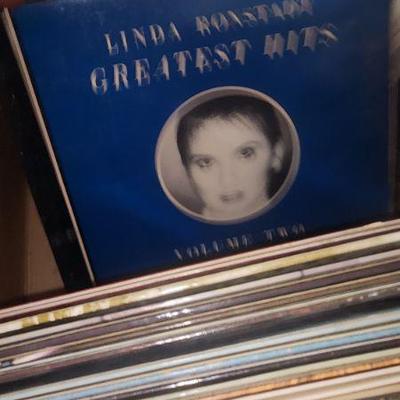 LINDA RONSTADT
GREATEST HITS
VOLUME TWO